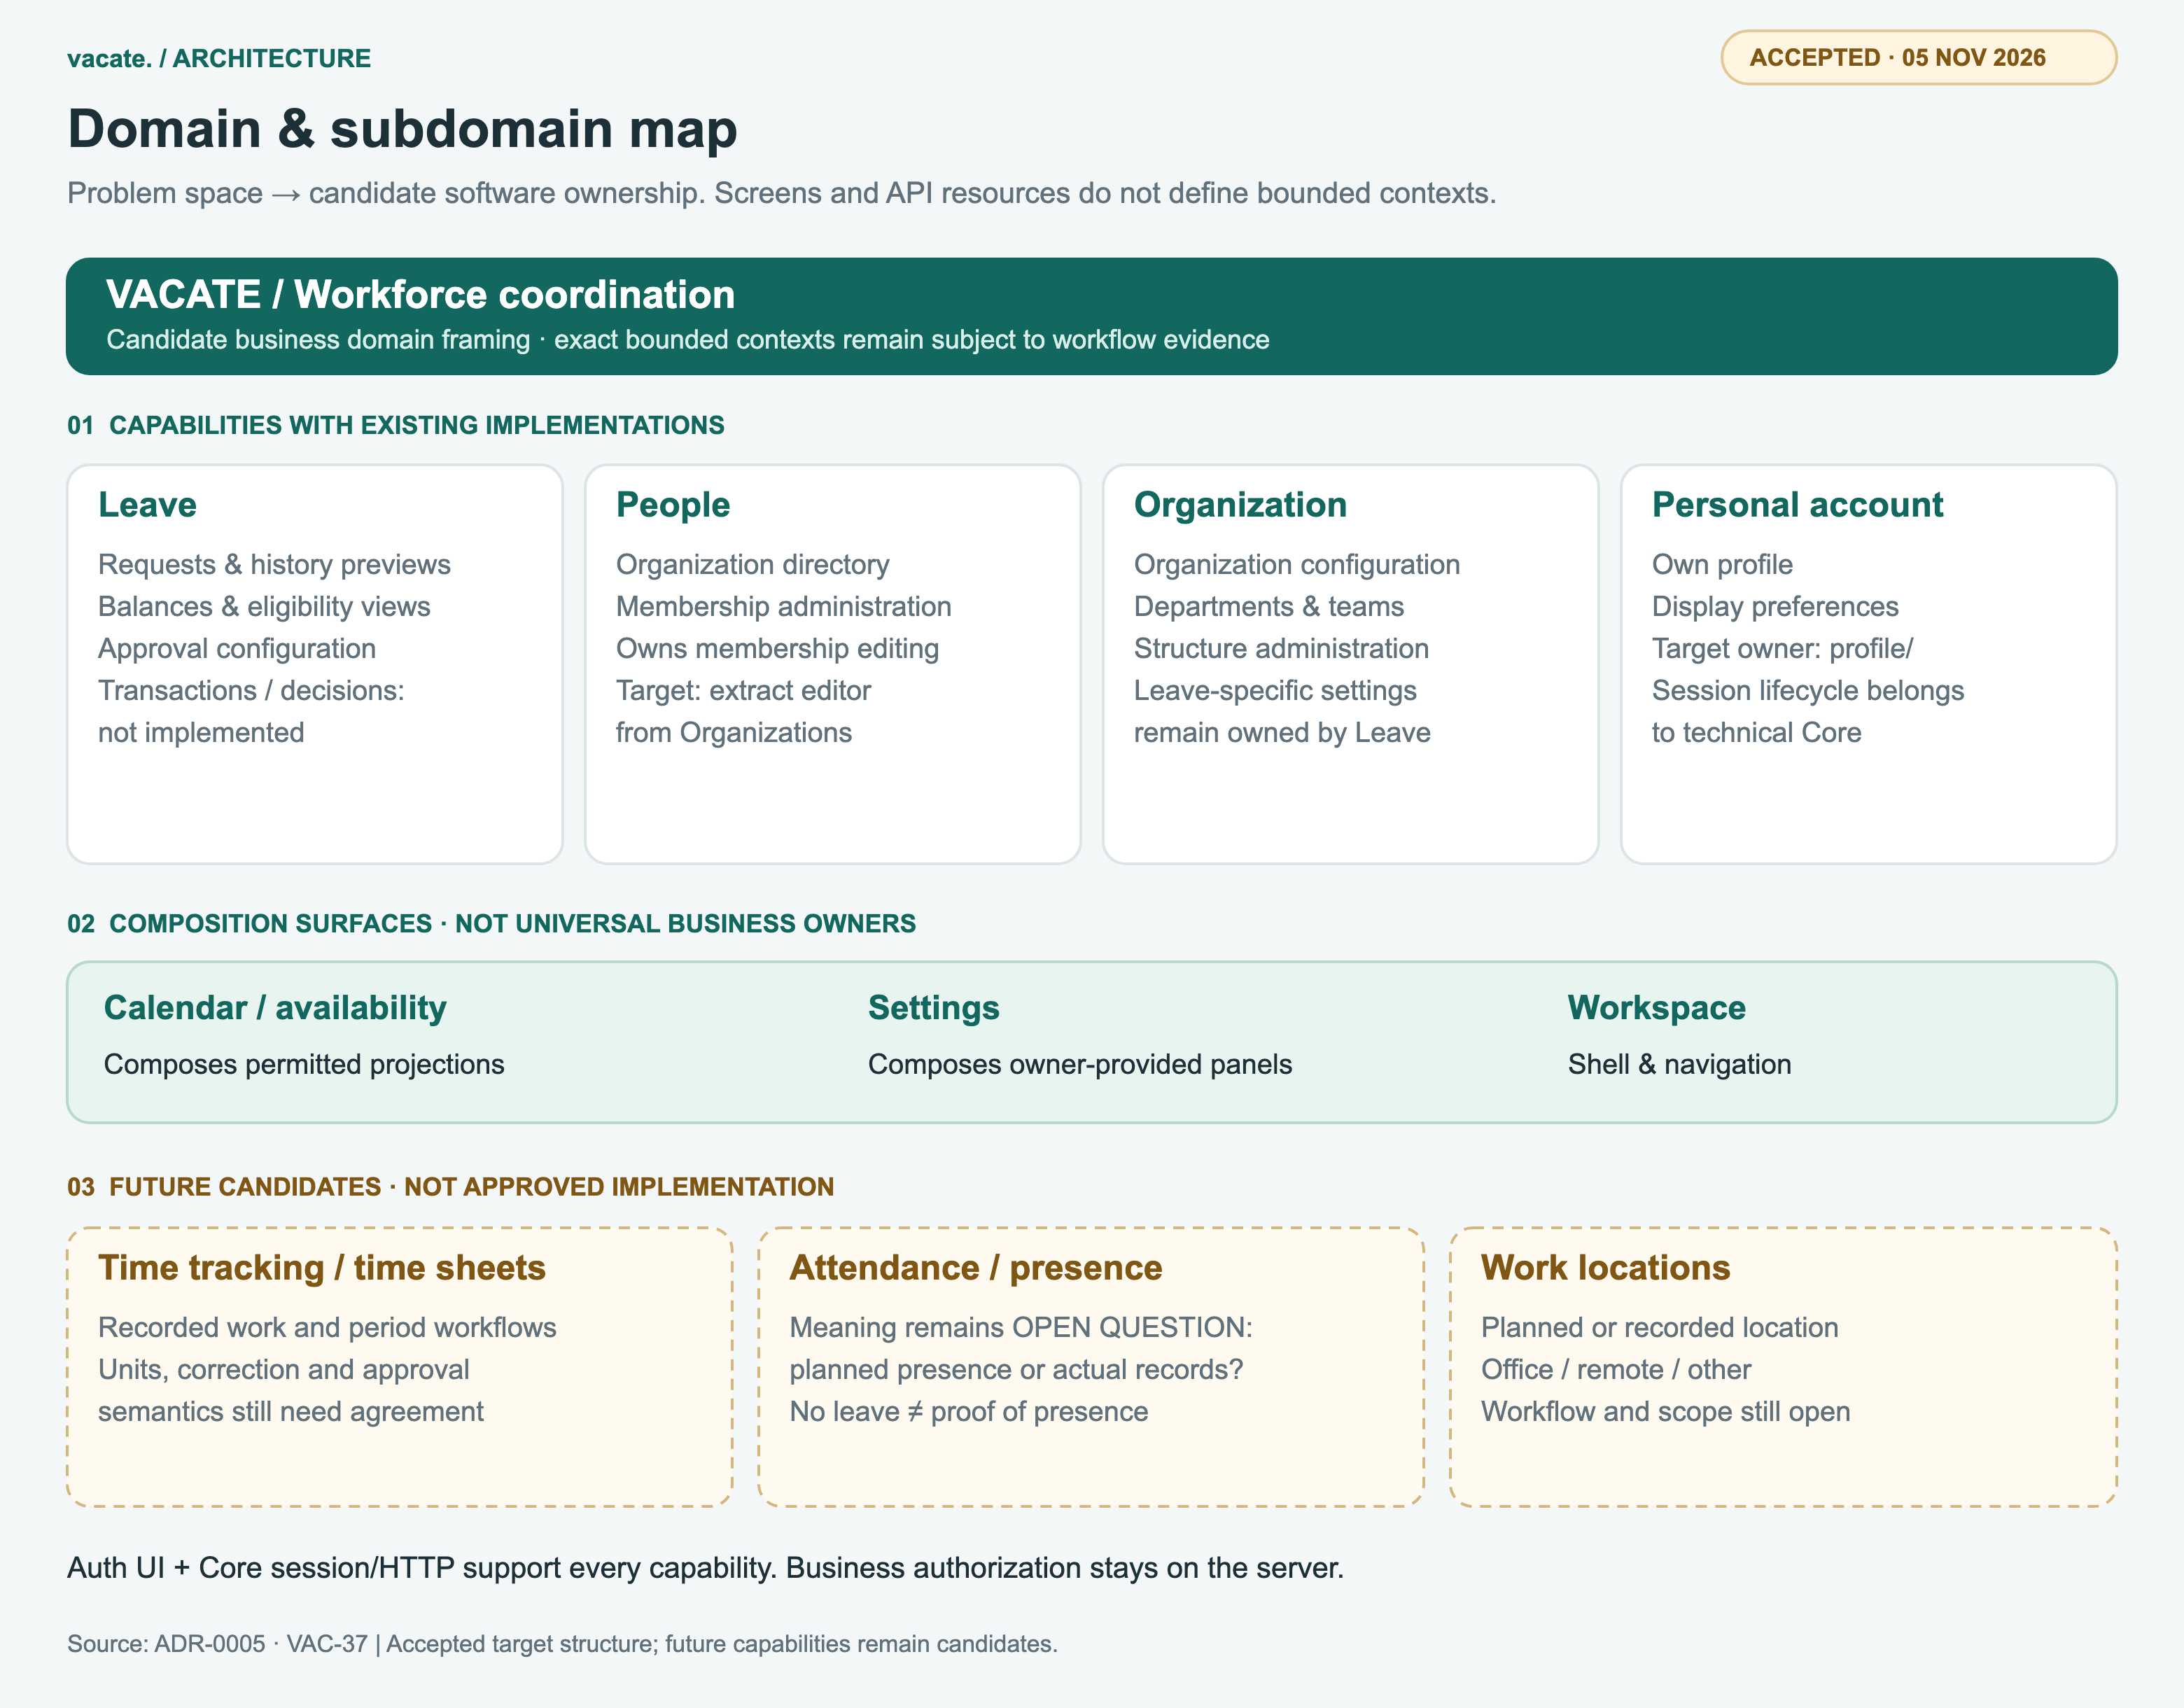 vacate. / ARCHITECTURE
ACCEPTED · 05 NOV 2026
Domain & subdomain map
Problem space → candidate software ownership. Screens and API resources do not define bounded contexts.
VACATE / Workforce coordination
Candidate business domain framing · exact bounded contexts remain subject to workflow evidence
01 CAPABILITIES WITH EXISTING IMPLEMENTATIONS
Leave
Requests & history previews
Balances & eligibility views
Approval configuration
Transactions / decisions:
not implemented
People
Organization directory
Membership administration
Owns membership editing
Target: extract editor
from Organizations
Organization
Organization configuration
Departments & teams
Structure administration
Leave-specific settings
remain owned by Leave
Personal account
Own profile
Display preferences
Target owner: profile/
Session lifecycle belongs
to technical Core
02 COMPOSITION SURFACES · NOT UNIVERSAL BUSINESS OWNERS
Calendar / availability
Composes permitted projections
Settings
Composes owner-provided panels
Workspace
Shell & navigation
03 FUTURE CANDIDATES · NOT APPROVED IMPLEMENTATION
Time tracking / time sheets
Recorded work and period workflows
Units, correction and approval
semantics still need agreement
Attendance / presence
Meaning remains OPEN QUESTION:
planned presence or actual records?
No leave ≠ proof of presence
Work locations
Planned or recorded location
Office / remote / other
Workflow and scope still open
Auth UI + Core session/HTTP support every capability. Business authorization stays on the server.
Source: ADR-0005 · VAC-37 | Accepted target structure; future capabilities remain candidates.